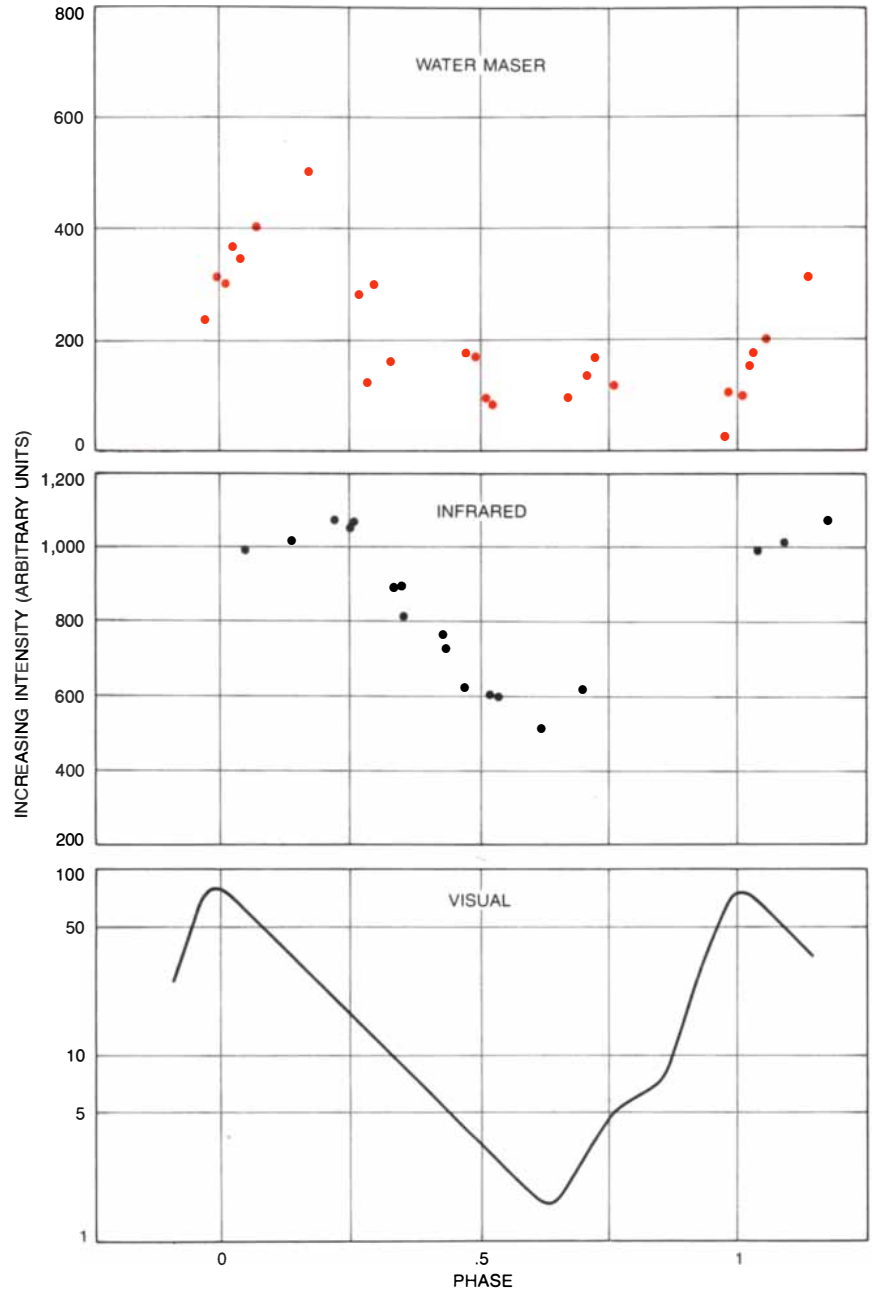 800
WATER MASER
600
400
200
0
INCREASING INTENSITY (ARBITRARY UNITS)
1,200
INFRARED
1,000
800
600
400
200
100
VISUAL
50
10
5
1
0 .5 1
PHASE